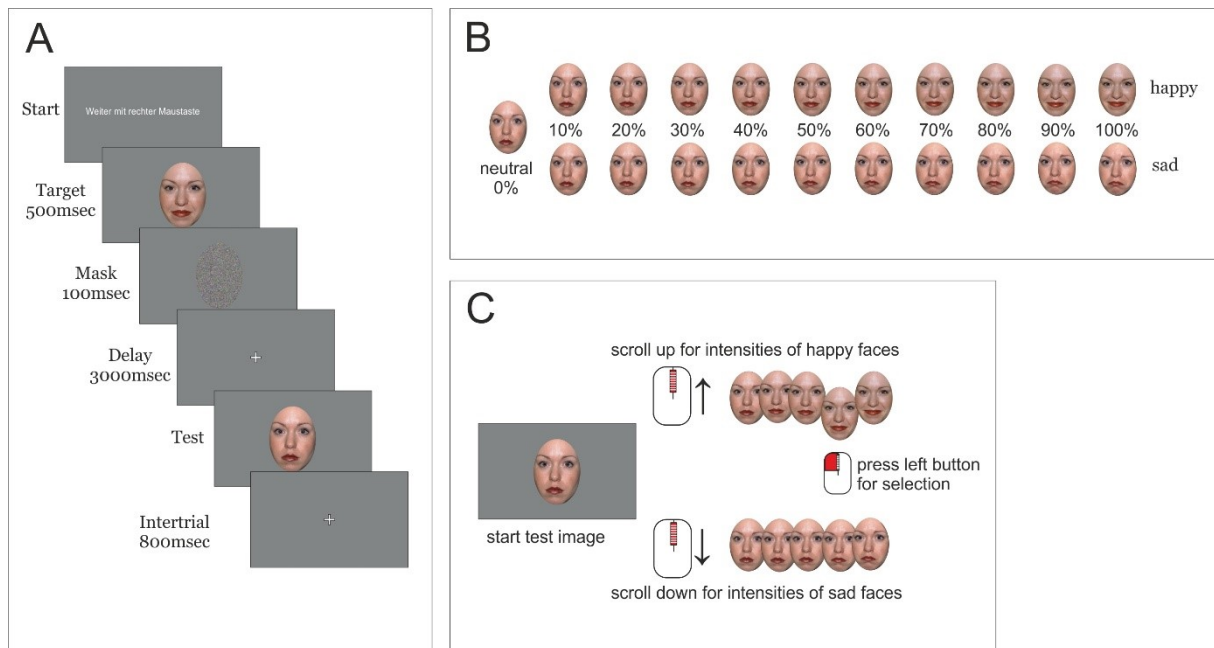 A
Start
Weiter mit rechter Maustaste
Target
500msec
Mask
100msec
Delay
3000msec
Test
Intertrial
800msec
B
happy
10% 20% 30% 40% 50% 60% 70% 80% 90% 100%
neutral
0%
sad
C
scroll up for intensities of happy faces
press left button
for selection
start test image
scroll down for intensities of sad faces